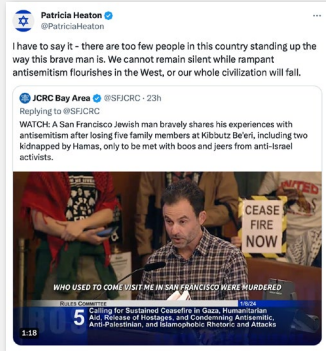 Patricia Heaton
@PatriciaHeaton
I have to say it - there are too few people in this country standing up the
way this brave man is. We cannot remain silent while rampant
antisemitism flourishes in the West, or our whole civilization will fall.
JCRC Bay Area @SFJCRC · 23h
Replying to @SFJCRC
WATCH: A San Francisco Jewish man bravely shares his experiences with
antisemitism after losing five family members at Kibbutz Be'eri, including two
kidnapped by Hamas, only to be met with boos and jeers from anti-Israel
activists.
UNITED
CEASE
FIRE
NOW
WHO USED TO COME VISIT ME IN SAN FRANCISCO WERE MURDERED
RULES COMMITTEE 1/8/24
5 Calling for Sustained Ceasefire in Gaza, Humanitarian
Aid, Release of Hostages, and Condemning Antisemitic,
Anti-Palestinian, and Islamophobic Rhetoric and Attacks
1:18